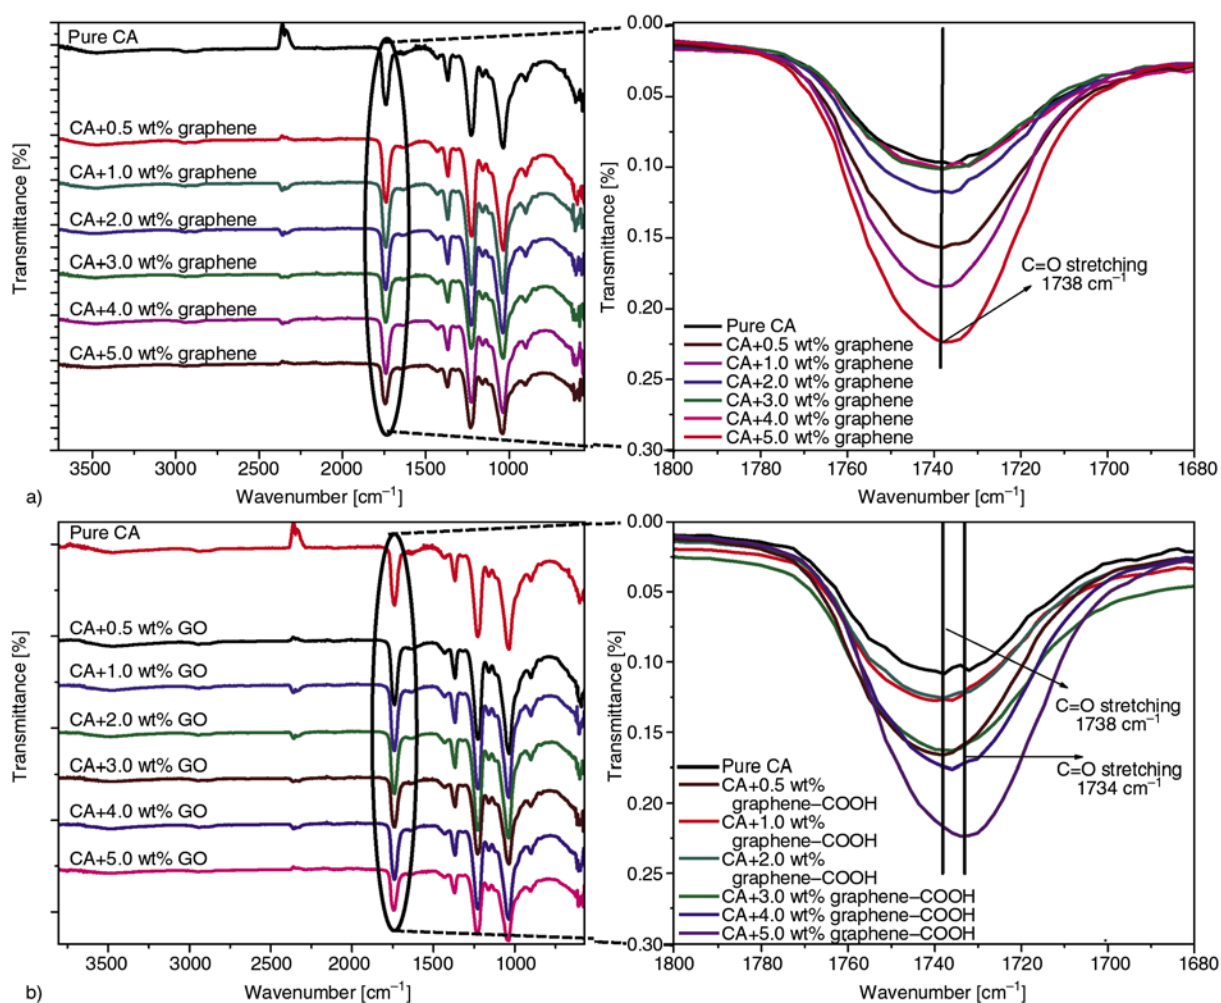 Pure CA
CA+0.5 wt% graphene
CA+1.0 wt% graphene
CA+2.0 wt% graphene
CA+3.0 wt% graphene
CA+4.0 wt% graphene
CA+5.0 wt% graphene
Transmittance [%]
3500 3000 2500 2000 1500 1000
Wavenumber [cm⁻¹]
a)
0.00
0.05
0.10
0.15
0.20
0.25
0.30
Transmittance [%]
C=O stretching
1738 cm⁻¹
Pure CA
CA+0.5 wt% graphene
CA+1.0 wt% graphene
CA+2.0 wt% graphene
CA+3.0 wt% graphene
CA+4.0 wt% graphene
CA+5.0 wt% graphene
1800 1780 1760 1740 1720 1700 1680
Wavenumber [cm⁻¹]
Pure CA
CA+0.5 wt% GO
CA+1.0 wt% GO
CA+2.0 wt% GO
CA+3.0 wt% GO
CA+4.0 wt% GO
CA+5.0 wt% GO
Transmittance [%]
3500 3000 2500 2000 1500 1000
Wavenumber [cm⁻¹]
b)
0.00
0.05
0.10
0.15
0.20
0.25
0.30
Transmittance [%]
C=O stretching
1738 cm⁻¹
C=O stretching
1734 cm⁻¹
Pure CA
CA+0.5 wt%
graphene–COOH
CA+1.0 wt%
graphene–COOH
CA+2.0 wt%
graphene–COOH
CA+3.0 wt% graphene–COOH
CA+4.0 wt% graphene–COOH
CA+5.0 wt% graphene–COOH
1800 1780 1760 1740 1720 1700 1680
Wavenumber [cm⁻¹]